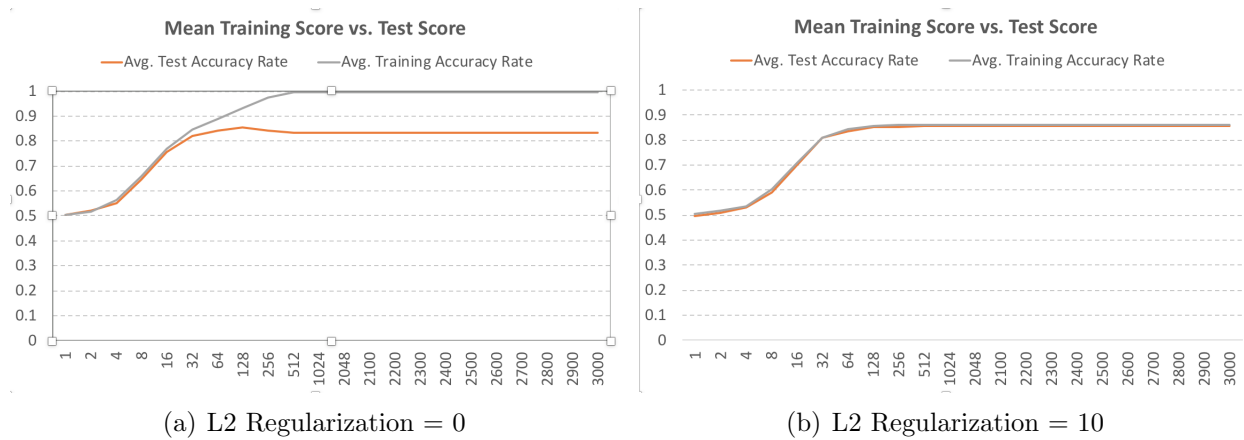 Mean Training Score vs. Test Score
Avg. Test Accuracy Rate Avg. Training Accuracy Rate
1
0.9
0.8
0.7
0.6
0.5
0.4
0.3
0.2
0.1
0
1 2 4 8 16 32 64 128 256 512 1024 2048 2100 2200 2300 2400 2500 2600 2700 2800 2900 3000
(a) L2 Regularization = 0
Mean Training Score vs. Test Score
Avg. Test Accuracy Rate Avg. Training Accuracy Rate
1
0.9
0.8
0.7
0.6
0.5
0.4
0.3
0.2
0.1
0
1 2 4 8 16 32 64 128 256 512 1024 2048 2100 2200 2300 2400 2500 2600 2700 2800 2900 3000
(b) L2 Regularization = 10